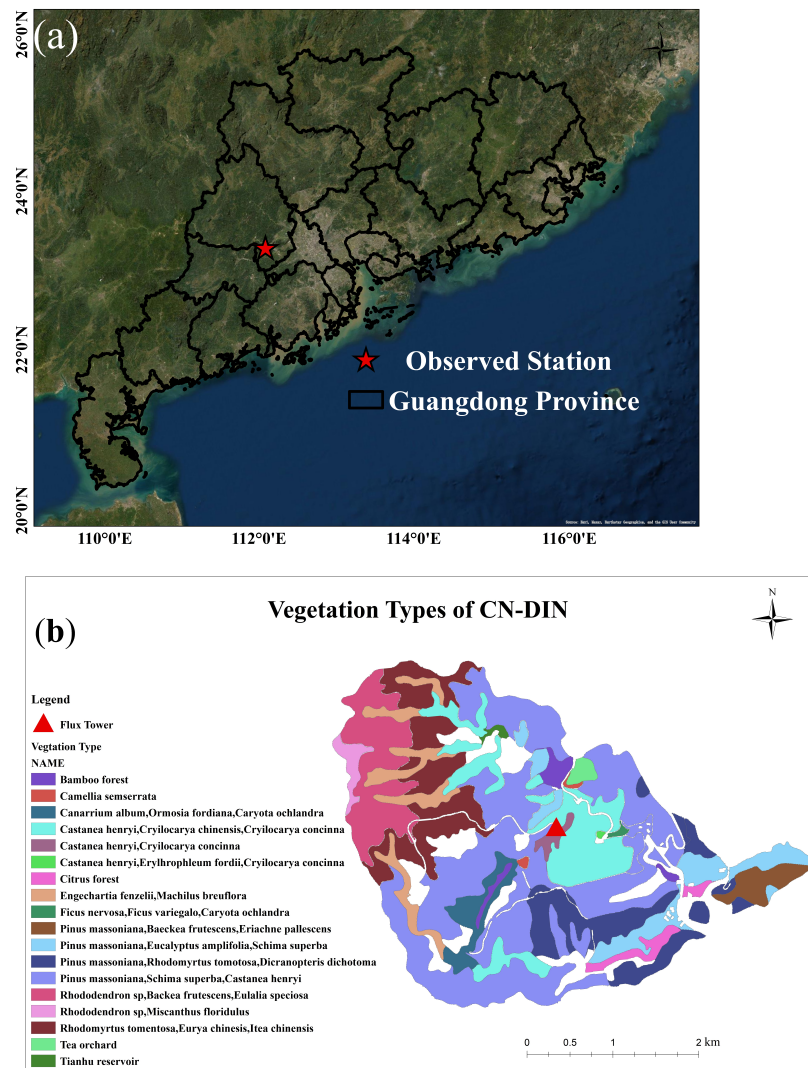 (a)
26°0'N
24°0'N
22°0'N
20°0'N
Observed Station
Guangdong Province
110°0'E 112°0'E 114°0'E 116°0'E
(b)
Vegetation Types of CN-DIN
N
Legend
Flux Tower
Vegtation Type
NAME
Bamboo forest
Camellia semserrata
Canarrium album,Ormosia fordiana,Caryota ochlandra
Castanea henryi,Cryilocarya chinensis,Cryilocarya concinna
Castanea henryi,Cryilocarya concinna
Castanea henryi,Erylhrophleum fordii,Cryilocarya concinna
Citrus forest
Engechartia fenzelii,Machilus breuflora
Ficus nervosa,Ficus variegalo,Caryota ochlandra
Pinus massoniana,Baeckea frutescens,Eriachne pallescens
Pinus massoniana,Eucalyptus amplifolia,Schima superba
Pinus massoniana,Rhodomyrtus tomotosa,Dicranopteris dichotoma
Pinus massoniana,Schima superba,Castanea henryi
Rhododendron sp,Backea frutescens,Eulalia speciosa
Rhododendron sp,Miscanthus floridulus
Rhodomyrtus tomentosa,Eurya chinesis,Itea chinensis
Tea orchard
Tianhu reservoir
0 0.5 1 2 km